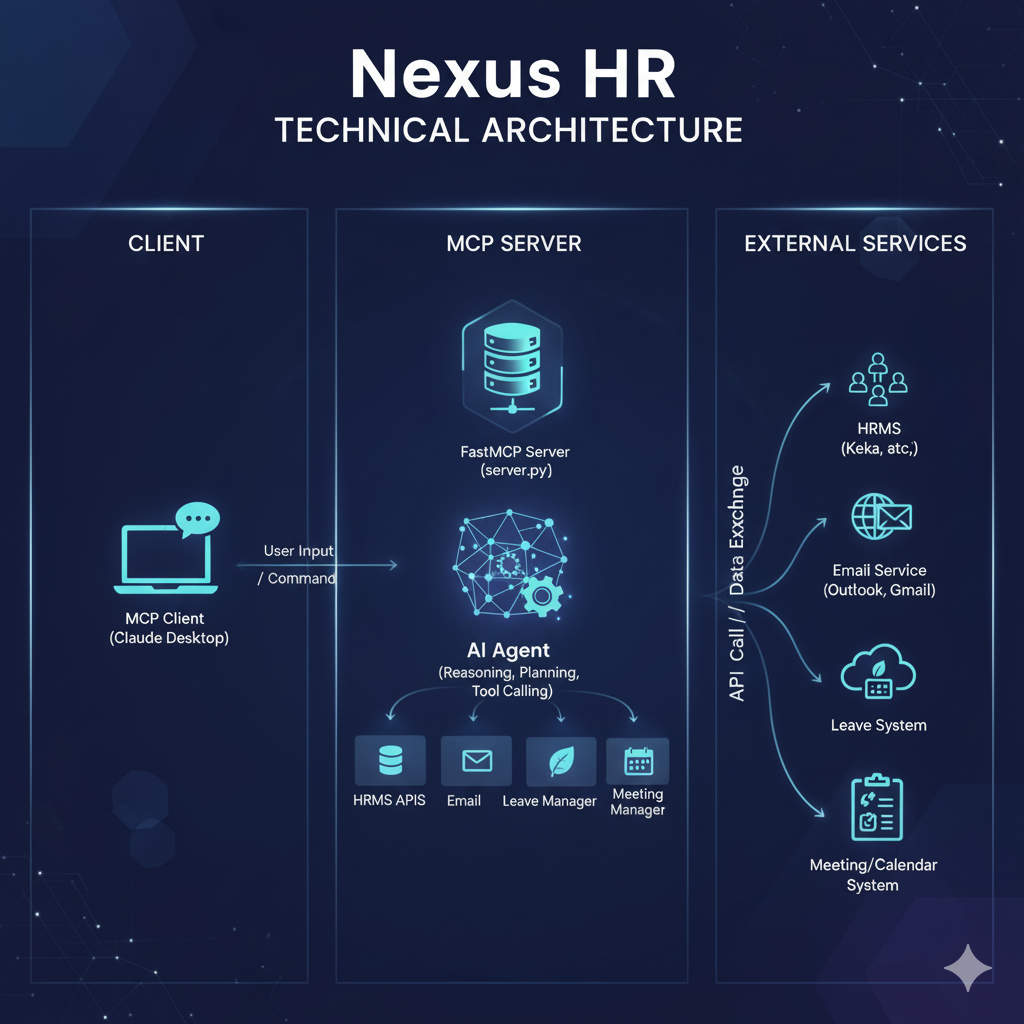 Nexus HR
TECHNICAL ARCHITECTURE
CLIENT
MCP Client
(Claude Desktop)
User Input
/ Command
MCP SERVER
FastMCP Server
(server.py)
AI Agent
(Reasoning, Planning,
Tool Calling)
HRMS APIS
Email
Leave Manager
Meeting
Manager
EXTERNAL SERVICES
API Call / / Data Exxchnge
HRMS
(Keka, atc,)
Email Service
(Outlook, Gmail)
Leave System
Meeting/Calendar
System